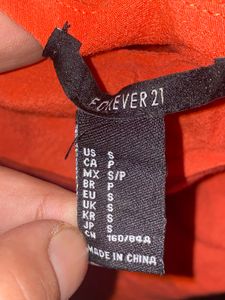 FOREVER 21
US S
CA P
MX S/P
BR P
EU S
UK S
KR S
JP S
CN 160/84A
MADE IN CHINA